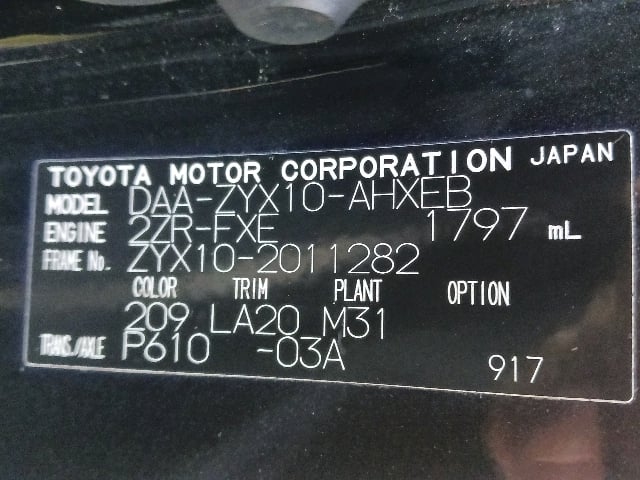 TOYOTA MOTOR CORPORATION JAPAN
MODEL DAA-ZYX10-AHXEB
ENGINE 2ZR-FXE 1797 mL
FRAME No. ZYX10-2011282
COLOR TRIM PLANT OPTION
209 LA20 M31
TRANS./AXLE P610 -03A
917